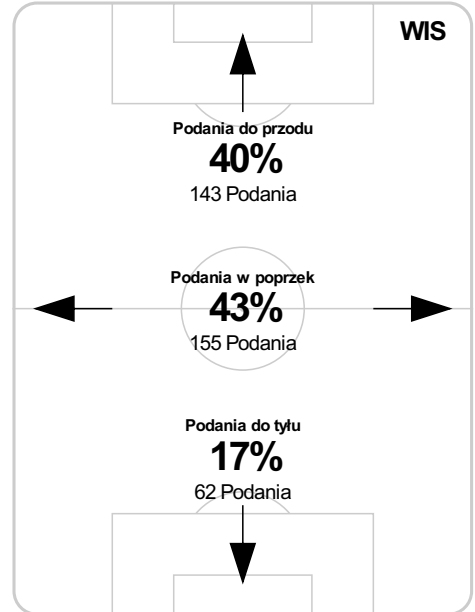 WIS
Podania do przodu
40%
143 Podania
Podania w poprzek
43%
155 Podania
Podania do tyłu
17%
62 Podania